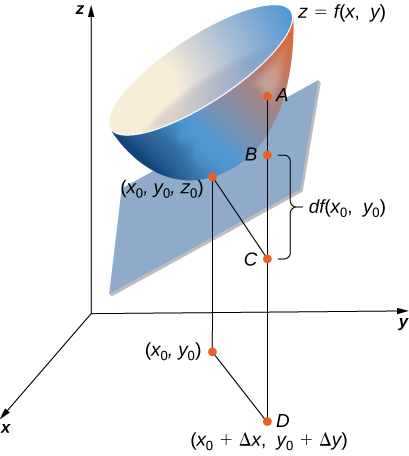 z
z = f(x, y)
A
B
(x₀, y₀, z₀)
df(x₀, y₀)
C
y
(x₀, y₀)
x
D
(x₀ + Δx, y₀ + Δy)